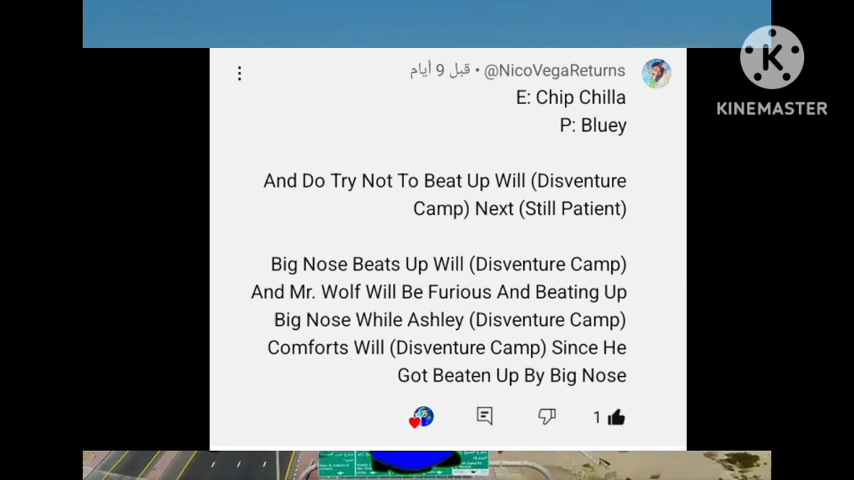 @NicoVegaReturns • قبل 9 أيام
E: Chip Chilla
P: Bluey
And Do Try Not To Beat Up Will (Disventure
Camp) Next (Still Patient)
Big Nose Beats Up Will (Disventure Camp)
And Mr. Wolf Will Be Furious And Beating Up
Big Nose While Ashley (Disventure Camp)
Comforts Will (Disventure Camp) Since He
Got Beaten Up By Big Nose
1
KINEMASTER